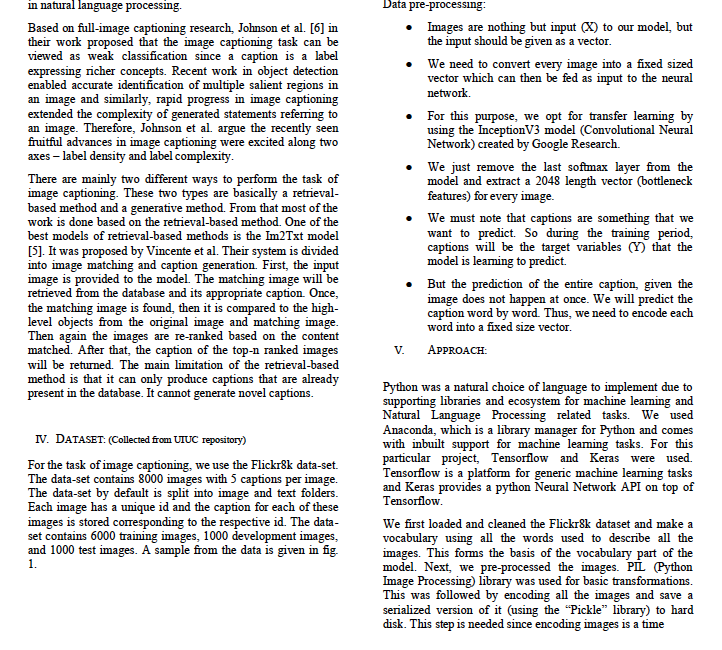 in natural language processing.
Based on full-image captioning research, Johnson et al. [6] in
their work proposed that the image captioning task can be
viewed as weak classification since a caption is a label
expressing richer concepts. Recent work in object detection
enabled accurate identification of multiple salient regions in
an image and similarly, rapid progress in image captioning
extended the complexity of generated statements referring to
an image. Therefore, Johnson et al. argue the recently seen
fruitful advances in image captioning were excited along two
axes – label density and label complexity.
There are mainly two different ways to perform the task of
image captioning. These two types are basically a retrieval-
based method and a generative method. From that most of the
work is done based on the retrieval-based method. One of the
best models of retrieval-based methods is the Im2Txt model
[5]. It was proposed by Vincente et al. Their system is divided
into image matching and caption generation. First, the input
image is provided to the model. The matching image will be
retrieved from the database and its appropriate caption. Once,
the matching image is found, then it is compared to the high-
level objects from the original image and matching image.
Then again the images are re-ranked based on the content
matched. After that, the caption of the top-n ranked images
will be returned. The main limitation of the retrieval-based
method is that it can only produce captions that are already
present in the database. It cannot generate novel captions.
IV. DATASET: (Collected from UIUC repository)
For the task of image captioning, we use the Flickr8k data-set.
The data-set contains 8000 images with 5 captions per image.
The data-set by default is split into image and text folders.
Each image has a unique id and the caption for each of these
images is stored corresponding to the respective id. The data-
set contains 6000 training images, 1000 development images,
and 1000 test images. A sample from the data is given in fig.
1.
Data pre-processing:
• Images are nothing but input (X) to our model, but
the input should be given as a vector.
• We need to convert every image into a fixed sized
vector which can then be fed as input to the neural
network.
• For this purpose, we opt for transfer learning by
using the InceptionV3 model (Convolutional Neural
Network) created by Google Research.
• We just remove the last softmax layer from the
model and extract a 2048 length vector (bottleneck
features) for every image.
• We must note that captions are something that we
want to predict. So during the training period,
captions will be the target variables (Y) that the
model is learning to predict.
• But the prediction of the entire caption, given the
image does not happen at once. We will predict the
caption word by word. Thus, we need to encode each
word into a fixed size vector.
V. APPROACH:
Python was a natural choice of language to implement due to
supporting libraries and ecosystem for machine learning and
Natural Language Processing related tasks. We used
Anaconda, which is a library manager for Python and comes
with inbuilt support for machine learning tasks. For this
particular project, Tensorflow and Keras were used.
Tensorflow is a platform for generic machine learning tasks
and Keras provides a python Neural Network API on top of
Tensorflow.
We first loaded and cleaned the Flickr8k dataset and make a
vocabulary using all the words used to describe all the
images. This forms the basis of the vocabulary part of the
model. Next, we pre-processed the images. PIL (Python
Image Processing) library was used for basic transformations.
This was followed by encoding all the images and save a
serialized version of it (using the “Pickle” library) to hard
disk. This step is needed since encoding images is a time